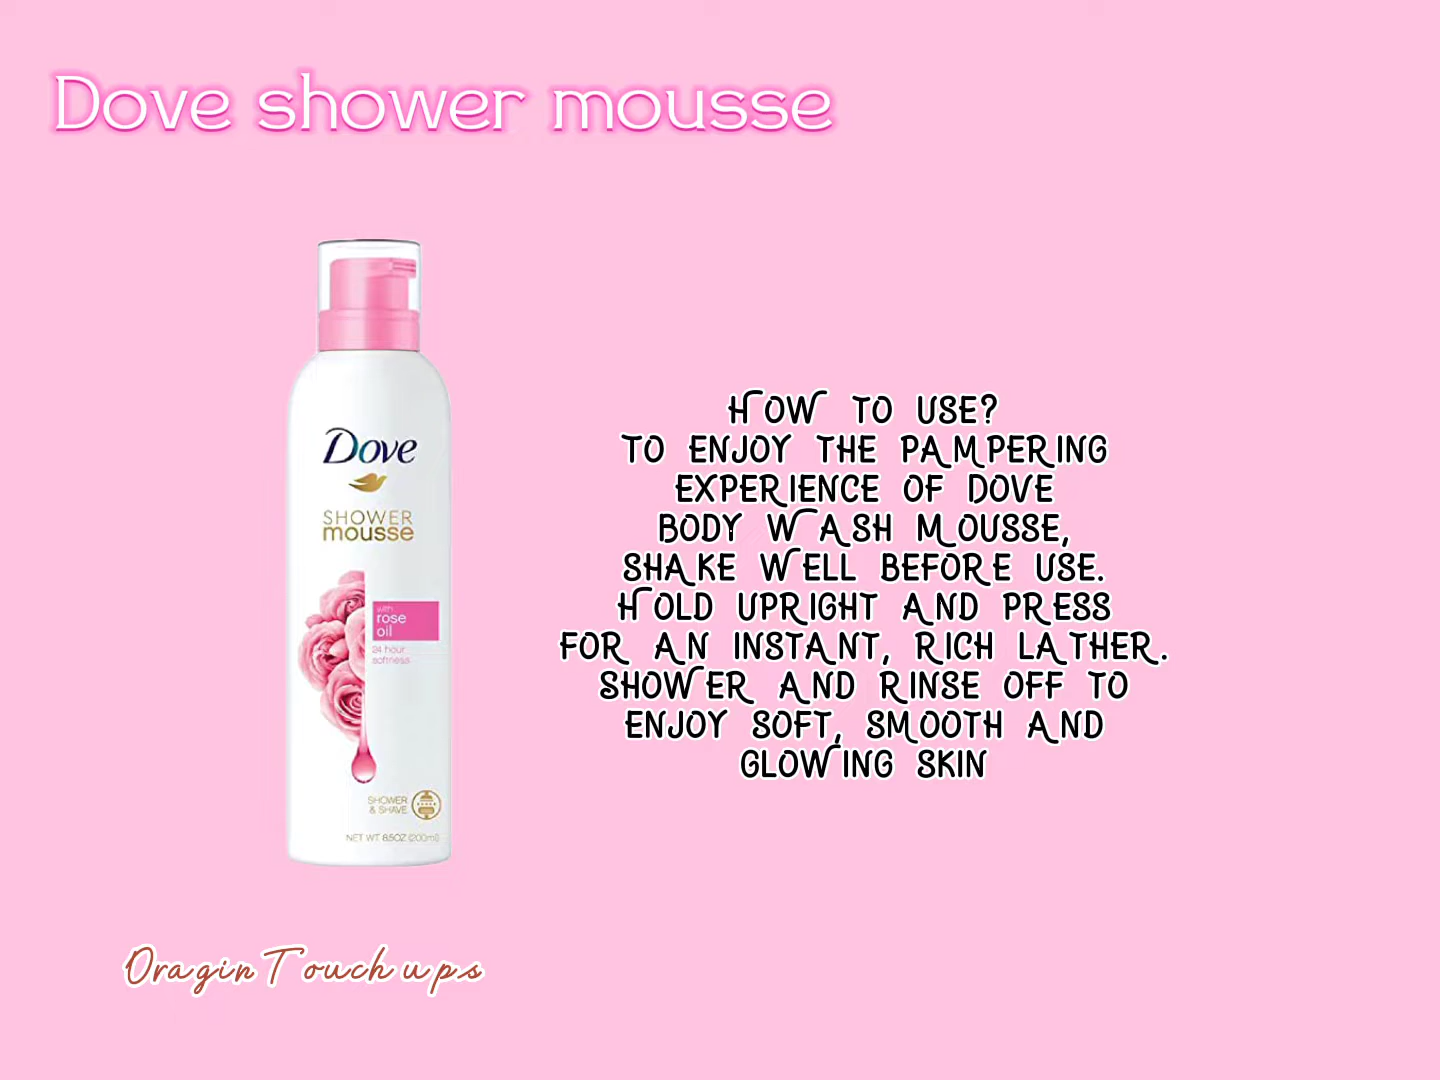 Dove shower mousse
Dove
SHOWER
mousse
with
rose
oil
24 hour
softness
SHOWER
& SHAVE
NET WT. 6.5OZ (200ml)
HOW TO USE?
TO ENJOY THE PAMPERING
EXPERIENCE OF DOVE
BODY WASH MOUSSE,
SHAKE WELL BEFORE USE.
HOLD UPRIGHT AND PRESS
FOR AN INSTANT, RICH LATHER.
SHOWER AND RINSE OFF TO
ENJOY SOFT, SMOOTH AND
GLOWING SKIN
Oragin Touch ups